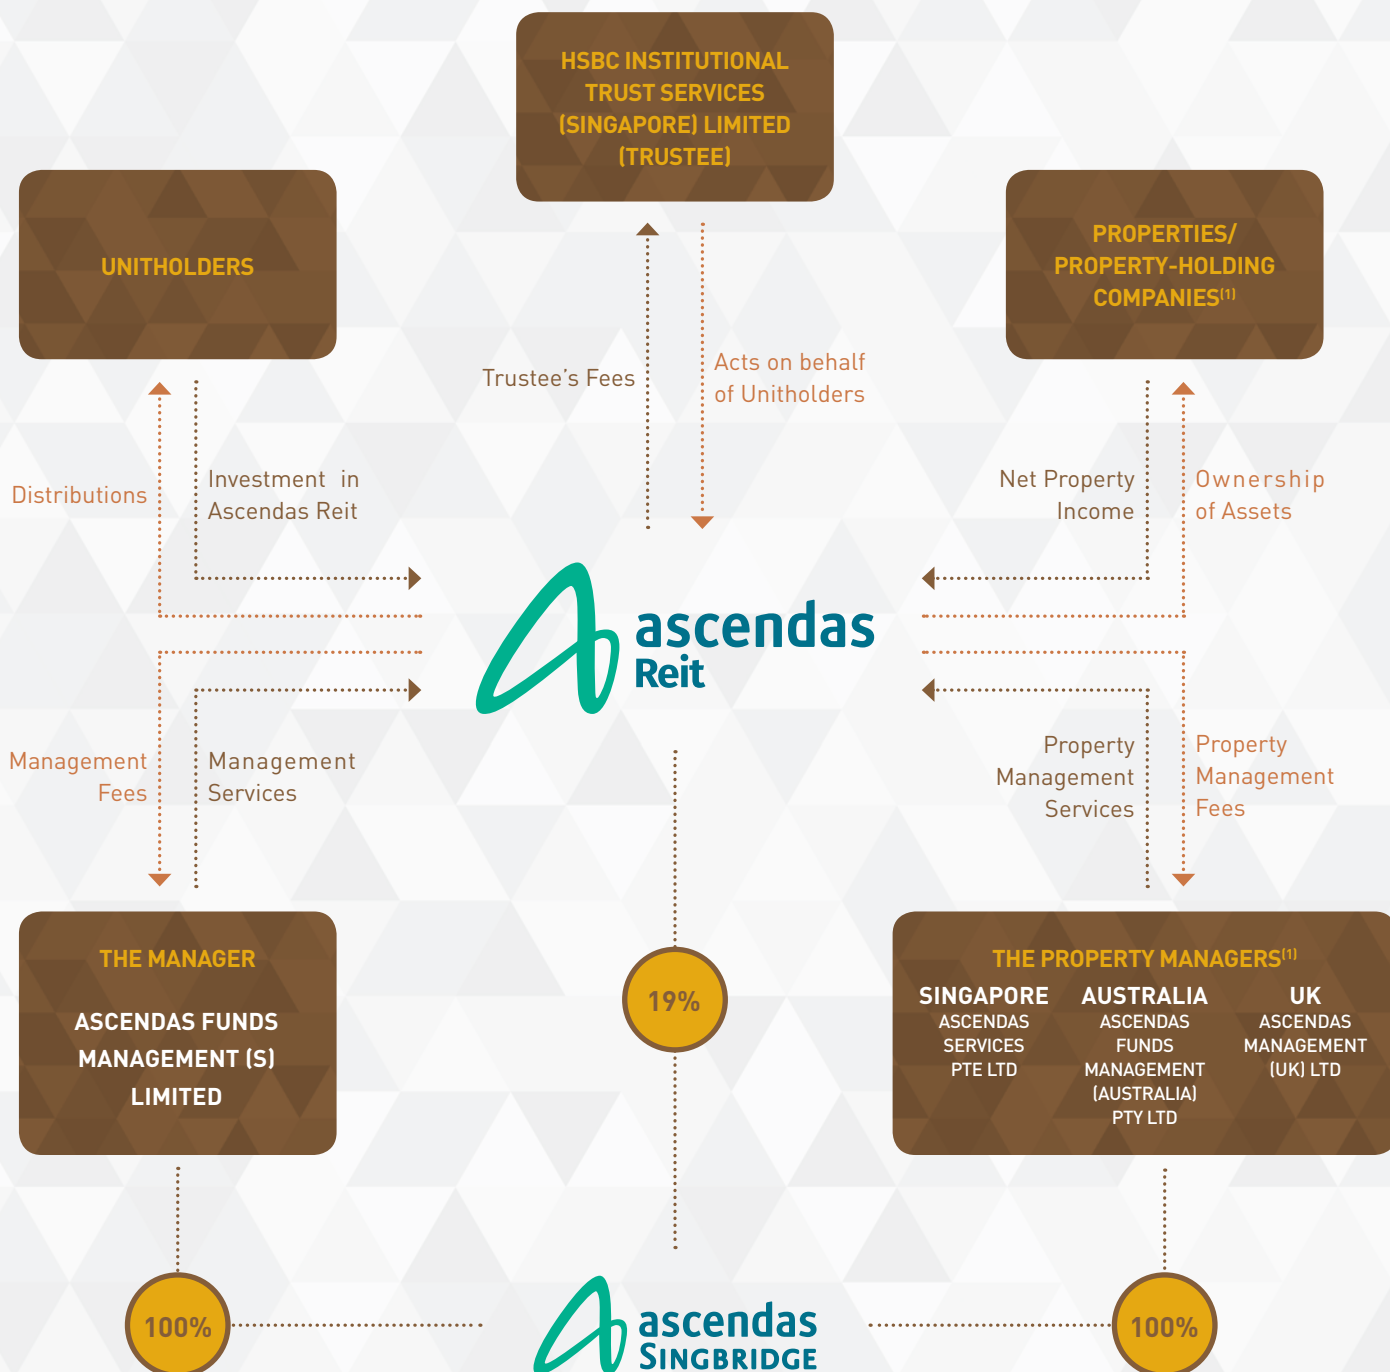 HSBC INSTITUTIONAL
TRUST SERVICES
(SINGAPORE) LIMITED
(TRUSTEE)
UNITHOLDERS
PROPERTIES/
PROPERTY-HOLDING
COMPANIES(1)
Trustee's Fees
Acts on behalf
of Unitholders
Distributions
Investment in
Ascendas Reit
Net Property
Income
Ownership
of Assets
ascendas
Reit
Management
Fees
Management
Services
Property
Management
Services
Property
Management
Fees
THE MANAGER
ASCENDAS FUNDS
MANAGEMENT (S)
LIMITED
19%
THE PROPERTY MANAGERS(1)
SINGAPORE
ASCENDAS
SERVICES
PTE LTD
AUSTRALIA
ASCENDAS
FUNDS
MANAGEMENT
(AUSTRALIA)
PTY LTD
UK
ASCENDAS
MANAGEMENT
(UK) LTD
100%
ascendas
SINGBRIDGE
100%